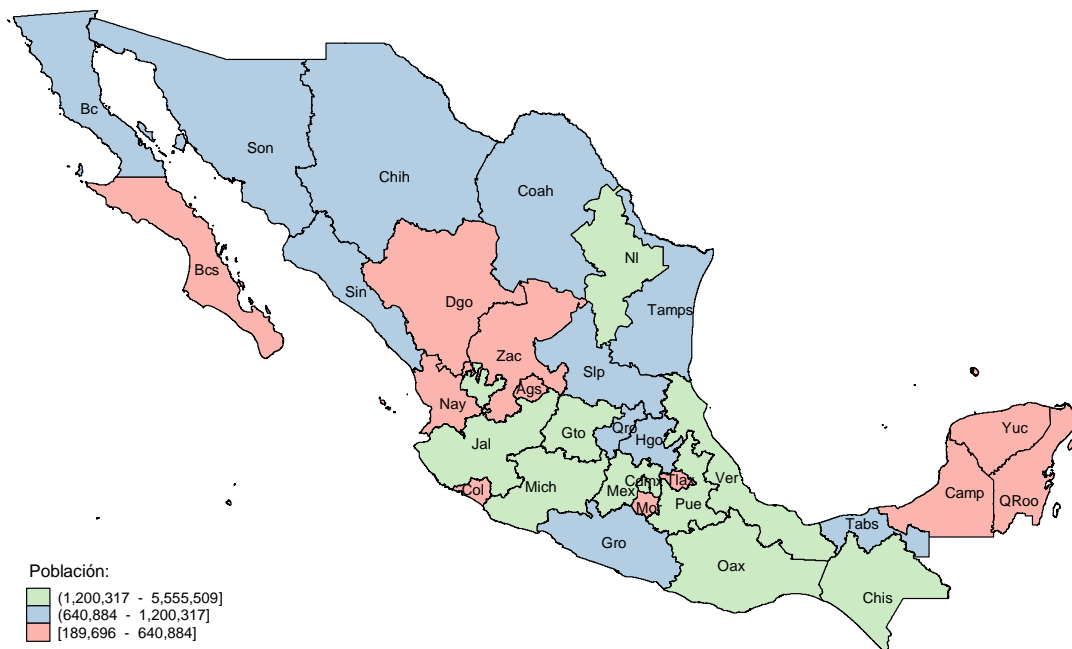 Bc
Son
Chih
Coah
Nl
Bcs
Sin
Dgo
Tamps
Zac
Slp
Ags
Nay
Gto
Qro
Hgo
Jal
Yuc
Ver
Cdmx
Tlax
Col
Mich
Mex
Camp
QRoo
Mor
Pue
Tabs
Gro
Oax
Chis
Población:
(1,200,317 - 5,555,509]
(640,884 - 1,200,317]
[189,696 - 640,884]